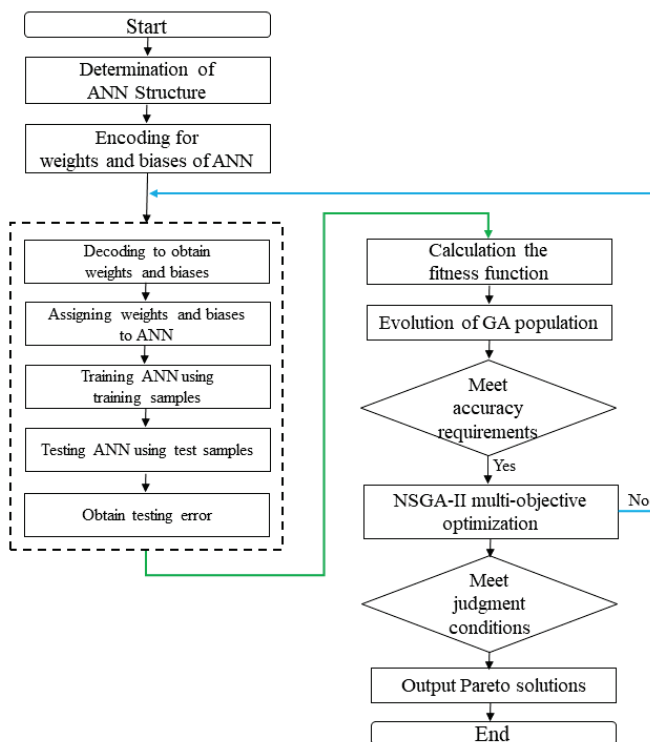 Start
Determination of
ANN Structure
Encoding for
weights and biases of ANN
Decoding to obtain
weights and biases
Assigning weights and biases
to ANN
Training ANN using
training samples
Testing ANN using test samples
Obtain testing error
Calculation the
fitness function
Evolution of GA population
Meet
accuracy
requirements
Yes
NSGA-II multi-objective
optimization
No
Meet
judgment
conditions
Output Pareto solutions
End